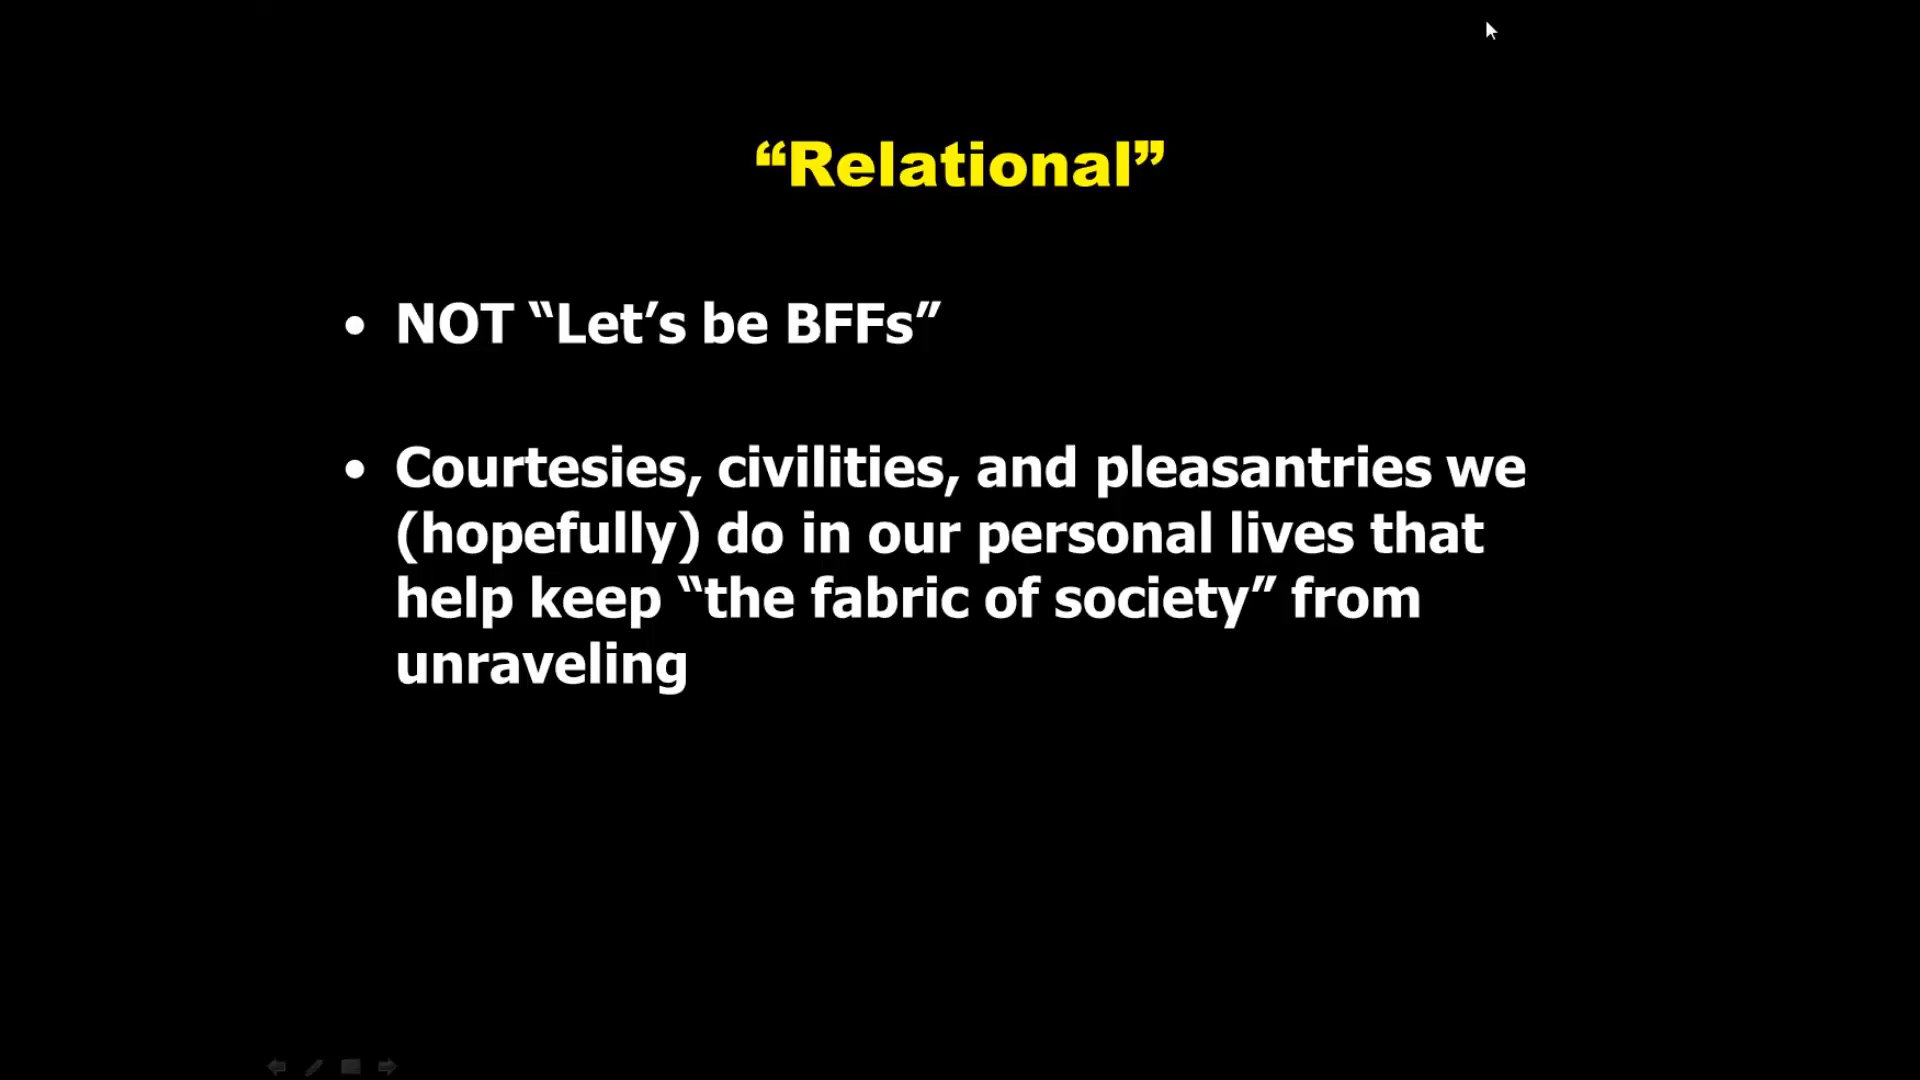 “Relational”
• NOT “Let’s be BFFs”
• Courtesies, civilities, and pleasantries we
(hopefully) do in our personal lives that
help keep “the fabric of society” from
unraveling